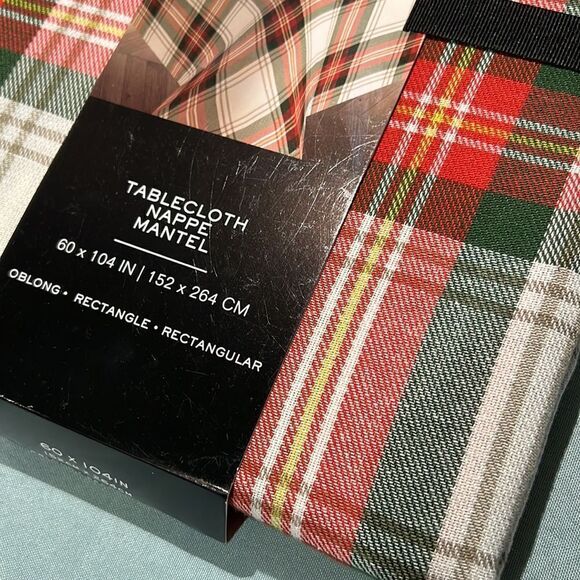 TABLECLOTH
NAPPE
MANTEL
60 x 104 IN | 152 x 264 CM
OBLONG • RECTANGLE • RECTANGULAR
60 X 104IN